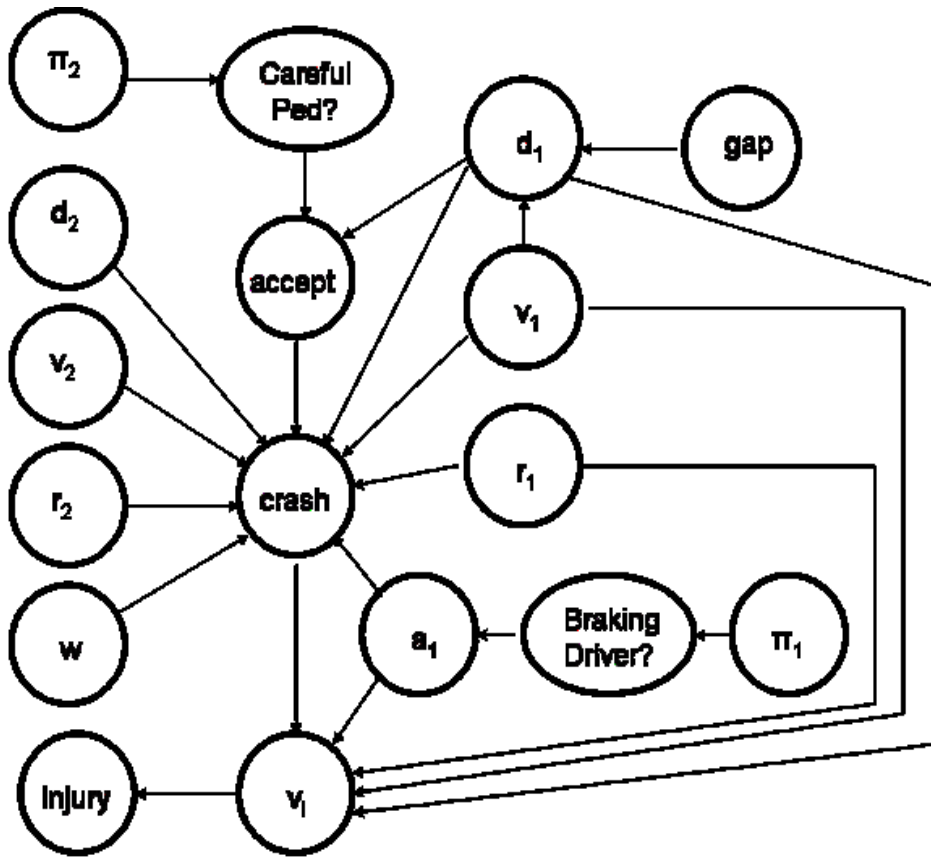 π₂
Careful
Ped?
d₁
gap
d₂
accept
v₁
v₂
r₁
r₂
crash
Braking
Driver?
a₁
π₁
w
Injury
vᵢ